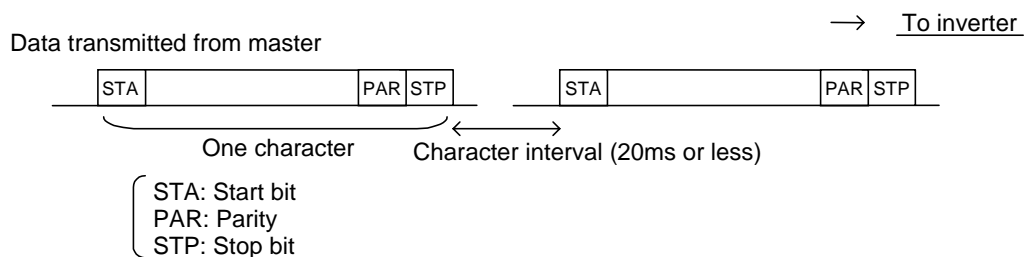 To inverter
Data transmitted from master
STA PAR STP STA PAR STP
One character Character interval (20ms or less)
STA: Start bit
PAR: Parity
STP: Stop bit